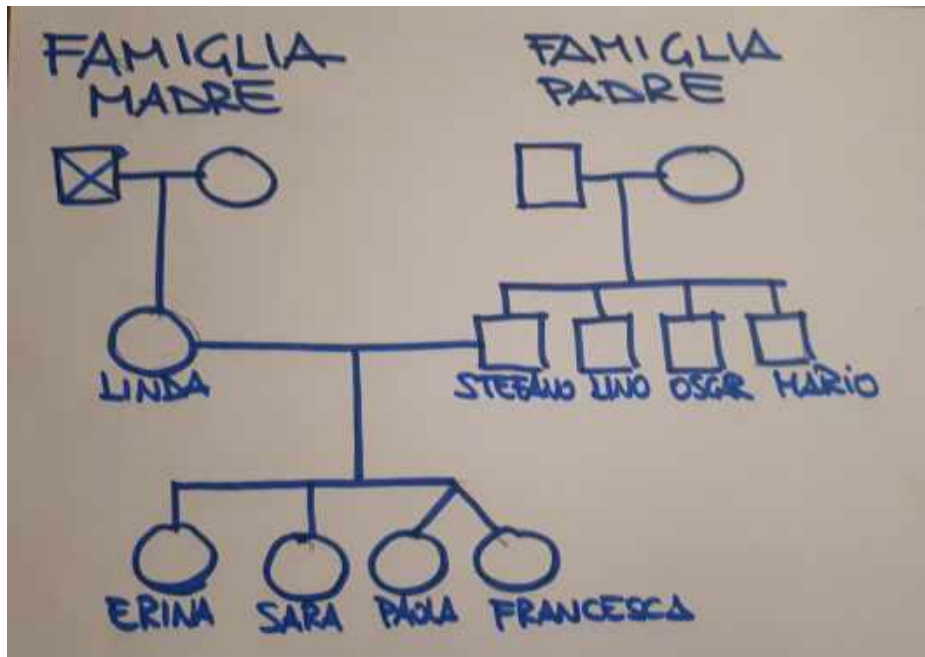 FAMIGLIA
MADRE
FAMIGLIA
PADRE
LINDA
STEFANO LINO OSCAR MARIO
ERINA SARA PAOLA FRANCESCA